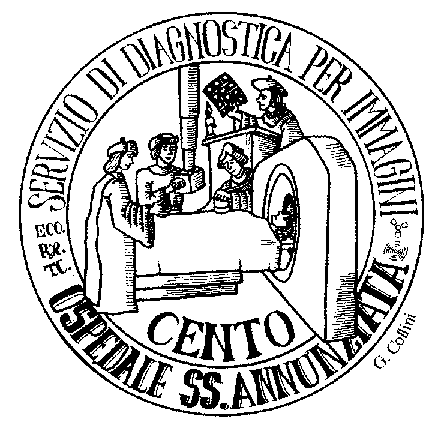 SERVIZIO DI DIAGNOSTICA PER IMMAGINI
ECO.
RX.
TC.
CENTO
OSPEDALE SS. ANNUNZIATA
G. Collini